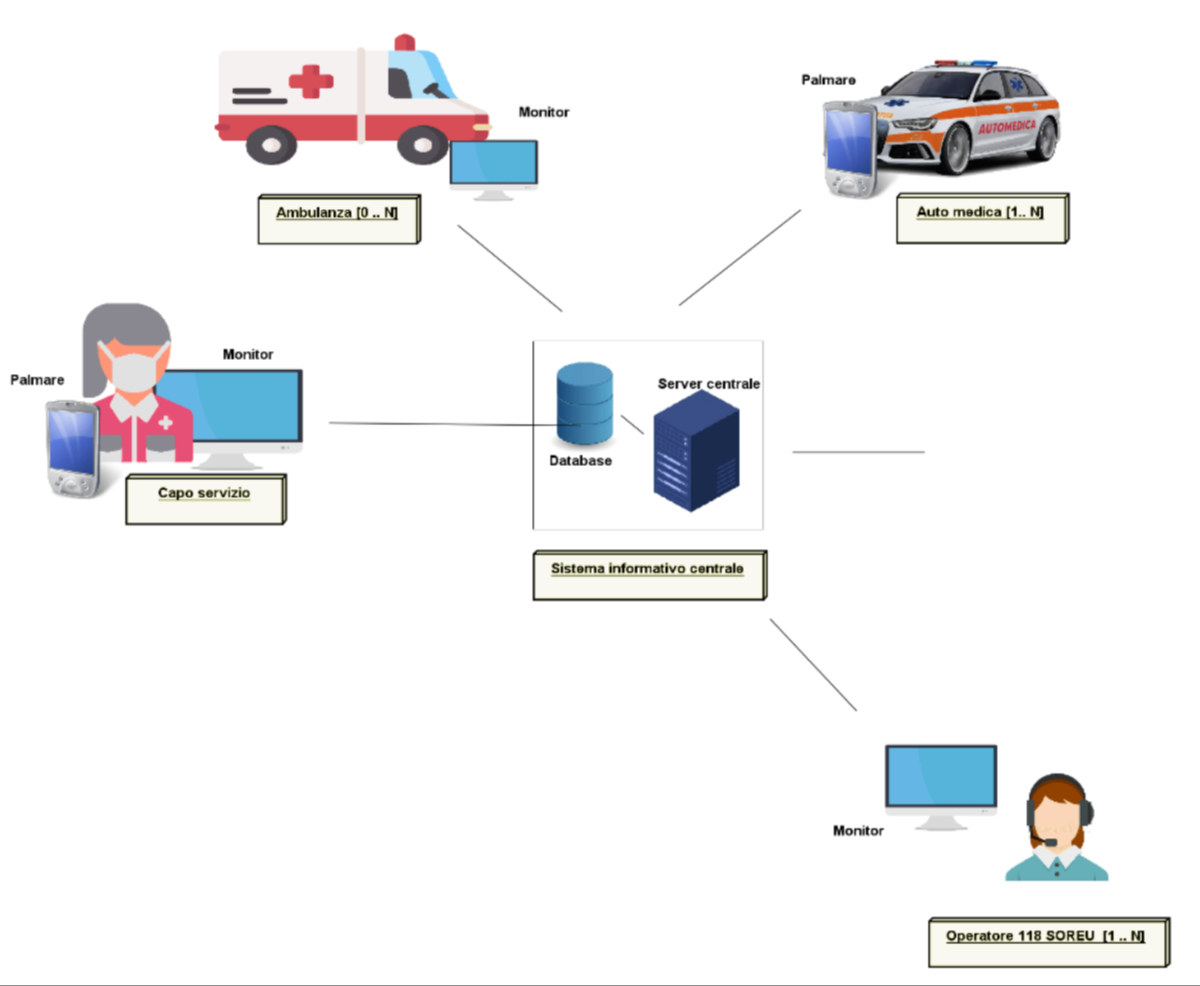 Palmare
Monitor
AUTOMEDICA
Ambulanza [0 .. N]
Auto medica [1.. N]
Monitor
Palmare
Server centrale
Database
Capo servizio
Sistema informativo centrale
Monitor
Operatore 118 SOREU [1 .. N]